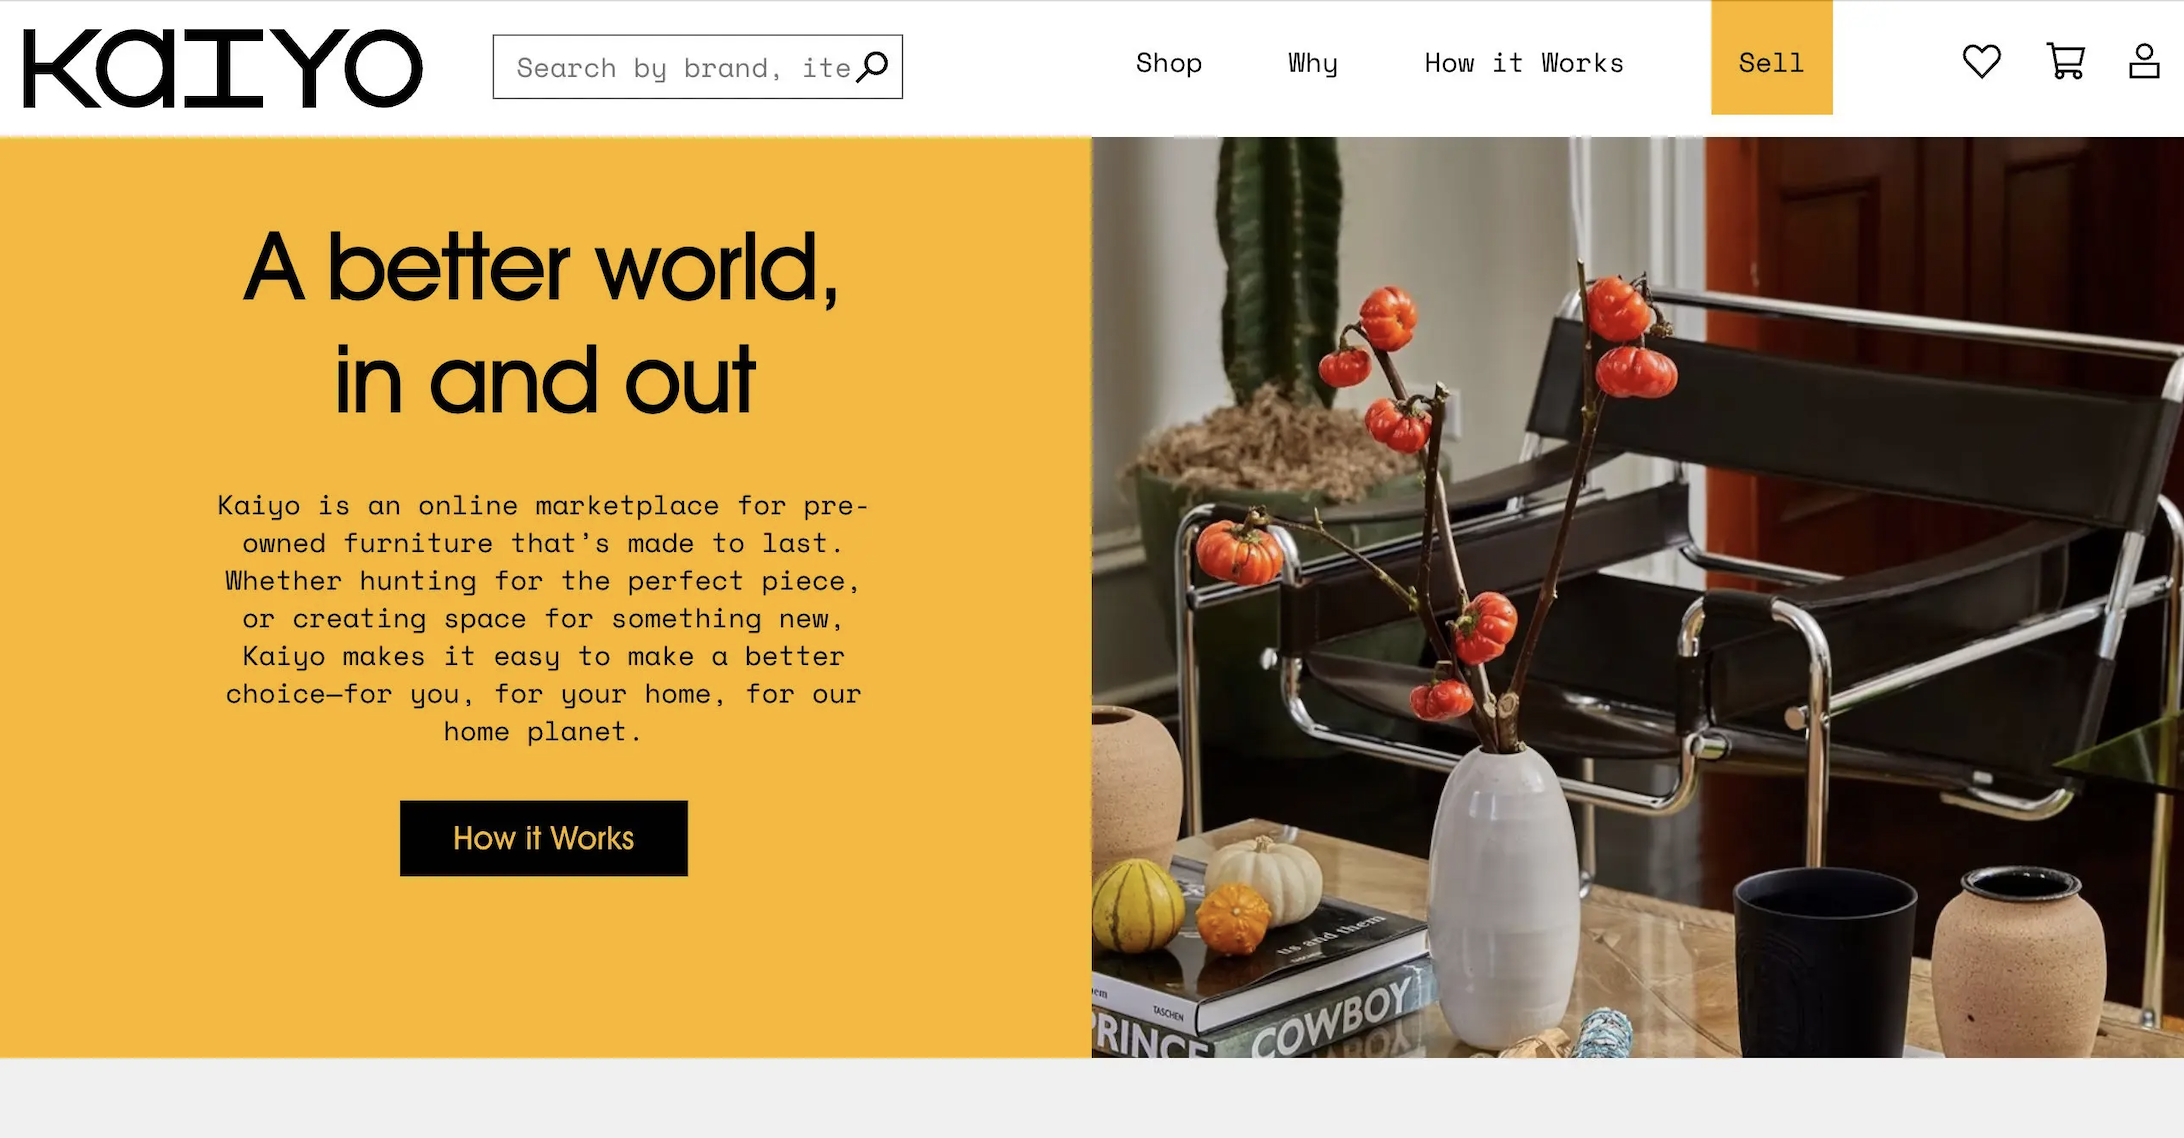 KAIYO
Search by brand, ite
Shop
Why
How it Works
Sell
A better world,
in and out
Kaiyo is an online marketplace for pre-
owned furniture that's made to last.
Whether hunting for the perfect piece,
or creating space for something new,
Kaiyo makes it easy to make a better
choice—for you, for your home, for our
home planet.
How it Works
us and them
TASCHEN
TASCHEN
PRINCE
COWBOY